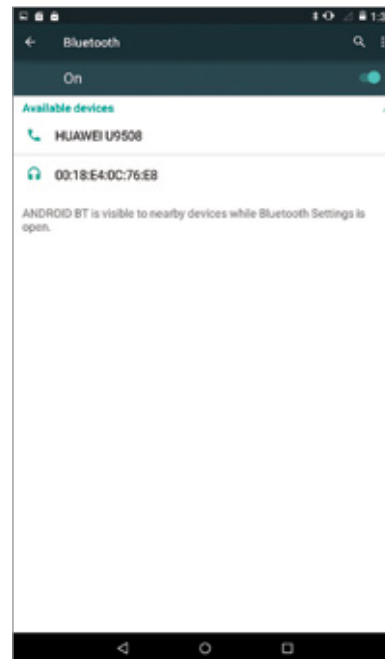 Bluetooth
On
Available devices
HUAWEI U9508
00:18:E4:0C:76:E8
ANDROID BT is visible to nearby devices while Bluetooth Settings is
open.